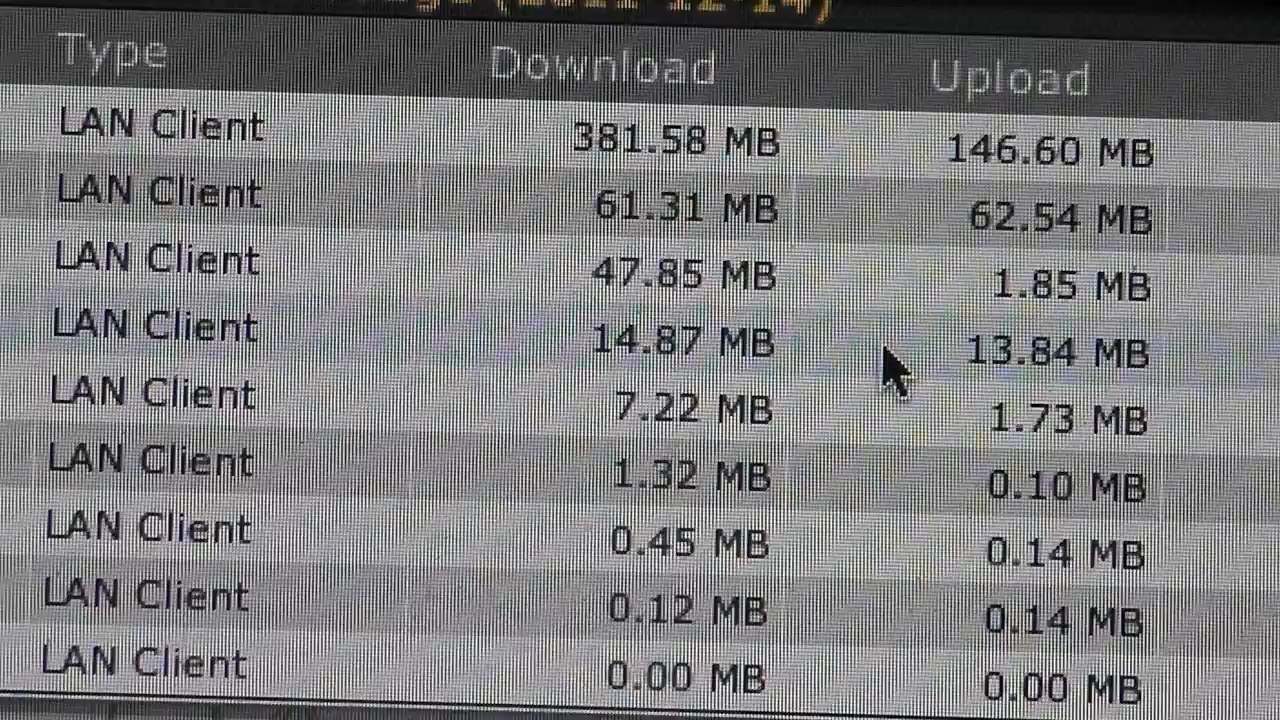 Type Download Upload
LAN Client 381.58 MB 146.60 MB
LAN Client 61.31 MB 62.54 MB
LAN Client 47.85 MB 1.85 MB
LAN Client 14.87 MB 13.84 MB
LAN Client 7.22 MB 1.73 MB
LAN Client 1.32 MB 0.10 MB
LAN Client 0.45 MB 0.14 MB
LAN Client 0.12 MB 0.14 MB
LAN Client 0.00 MB 0.00 MB